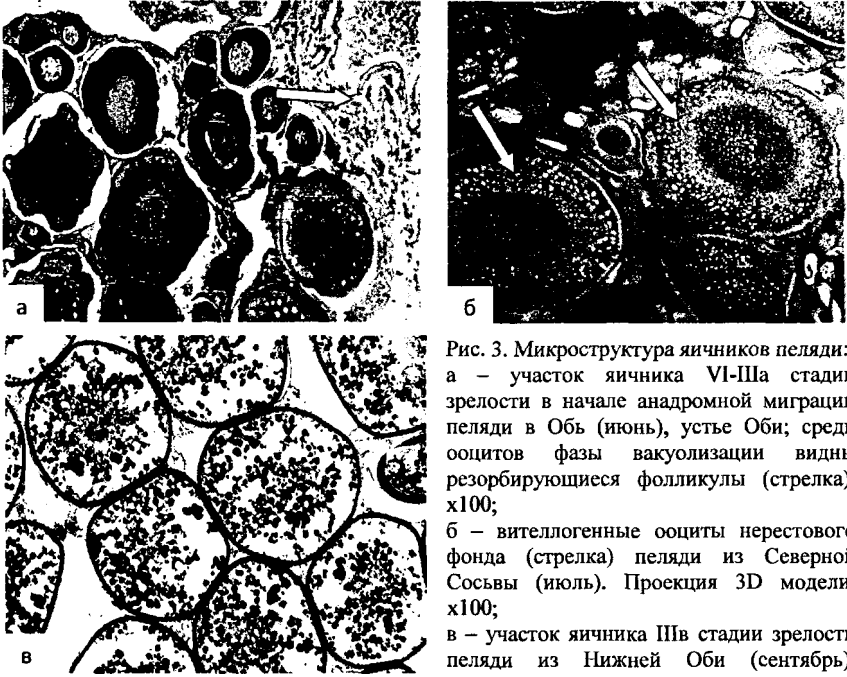 а
б
в
Рис. 3. Микроструктура яичников пеляди:
а – участок яичника VI-IIIа стадии
зрелости в начале анадромной миграции
пеляди в Обь (июнь), устье Оби; среди
ооцитов фазы вакуолизации видны
резорбирующиеся фолликулы (стрелка)
х100;
б – вителлогенные ооциты нерестового
фонда (стрелка) пеляди из Северной
Сосьвы (июль). Проекция 3D модели
х100;
в – участок яичника IIIв стадии зрелости
пеляди из Нижней Оби (сентябрь)